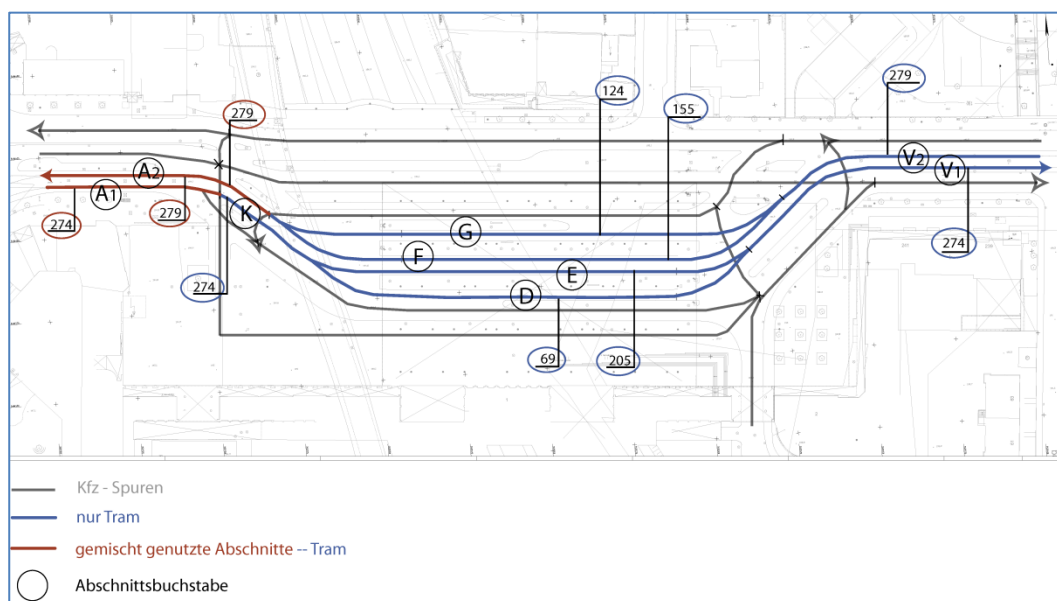 279
124
279
155
A2
A1
274
279
K
G
F
E
D
V2
V1
274
274
69
205
Kfz - Spuren
nur Tram
gemischt genutzte Abschnitte -- Tram
Abschnittsbuchstabe